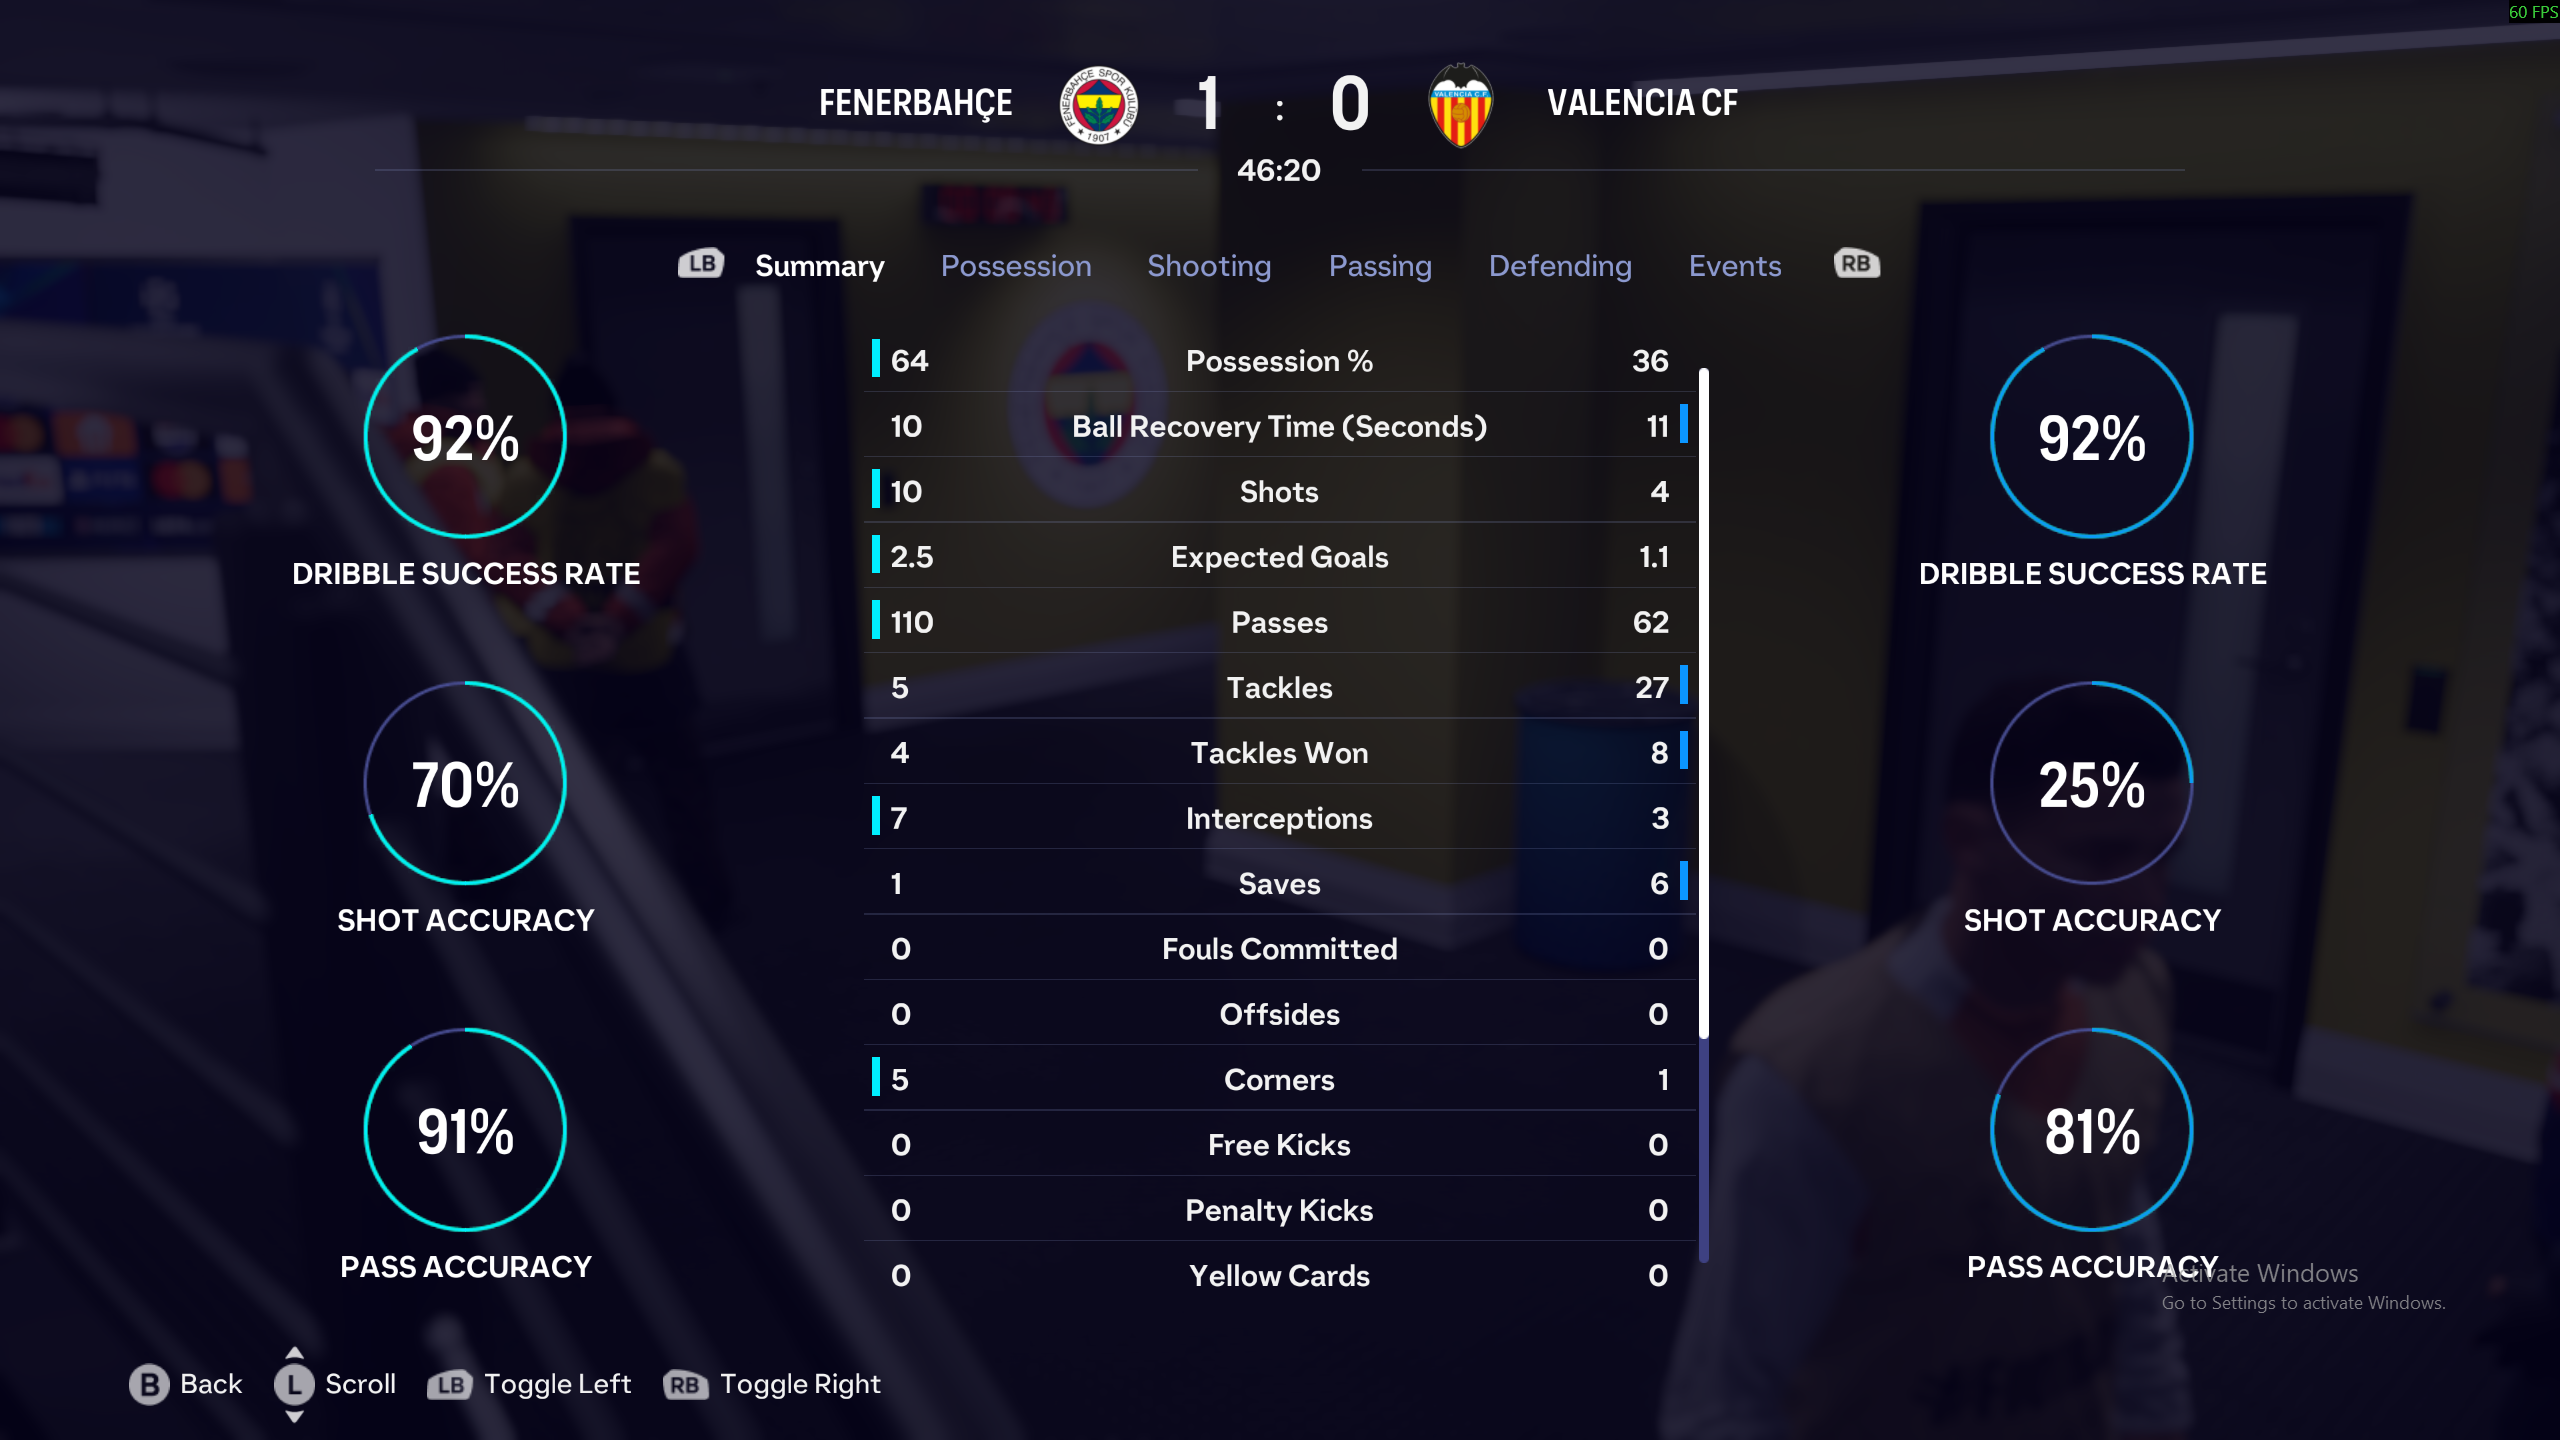 60 FPS
FENERBAHÇE 1 : 0 VALENCIA CF
FENERBAHÇE SPOR KULÜBÜ
★ 1907 ★
VALENCIA C.F
46:20
LB Summary Possession Shooting Passing Defending Events RB
92%
DRIBBLE SUCCESS RATE
70%
SHOT ACCURACY
91%
PASS ACCURACY
64 Possession % 36
10 Ball Recovery Time (Seconds) 11
10 Shots 4
2.5 Expected Goals 1.1
110 Passes 62
5 Tackles 27
4 Tackles Won 8
7 Interceptions 3
1 Saves 6
0 Fouls Committed 0
0 Offsides 0
5 Corners 1
0 Free Kicks 0
0 Penalty Kicks 0
0 Yellow Cards 0
92%
DRIBBLE SUCCESS RATE
25%
SHOT ACCURACY
81%
PASS ACCURACY
Activate Windows
Go to Settings to activate Windows.
B Back L Scroll LB Toggle Left RB Toggle Right